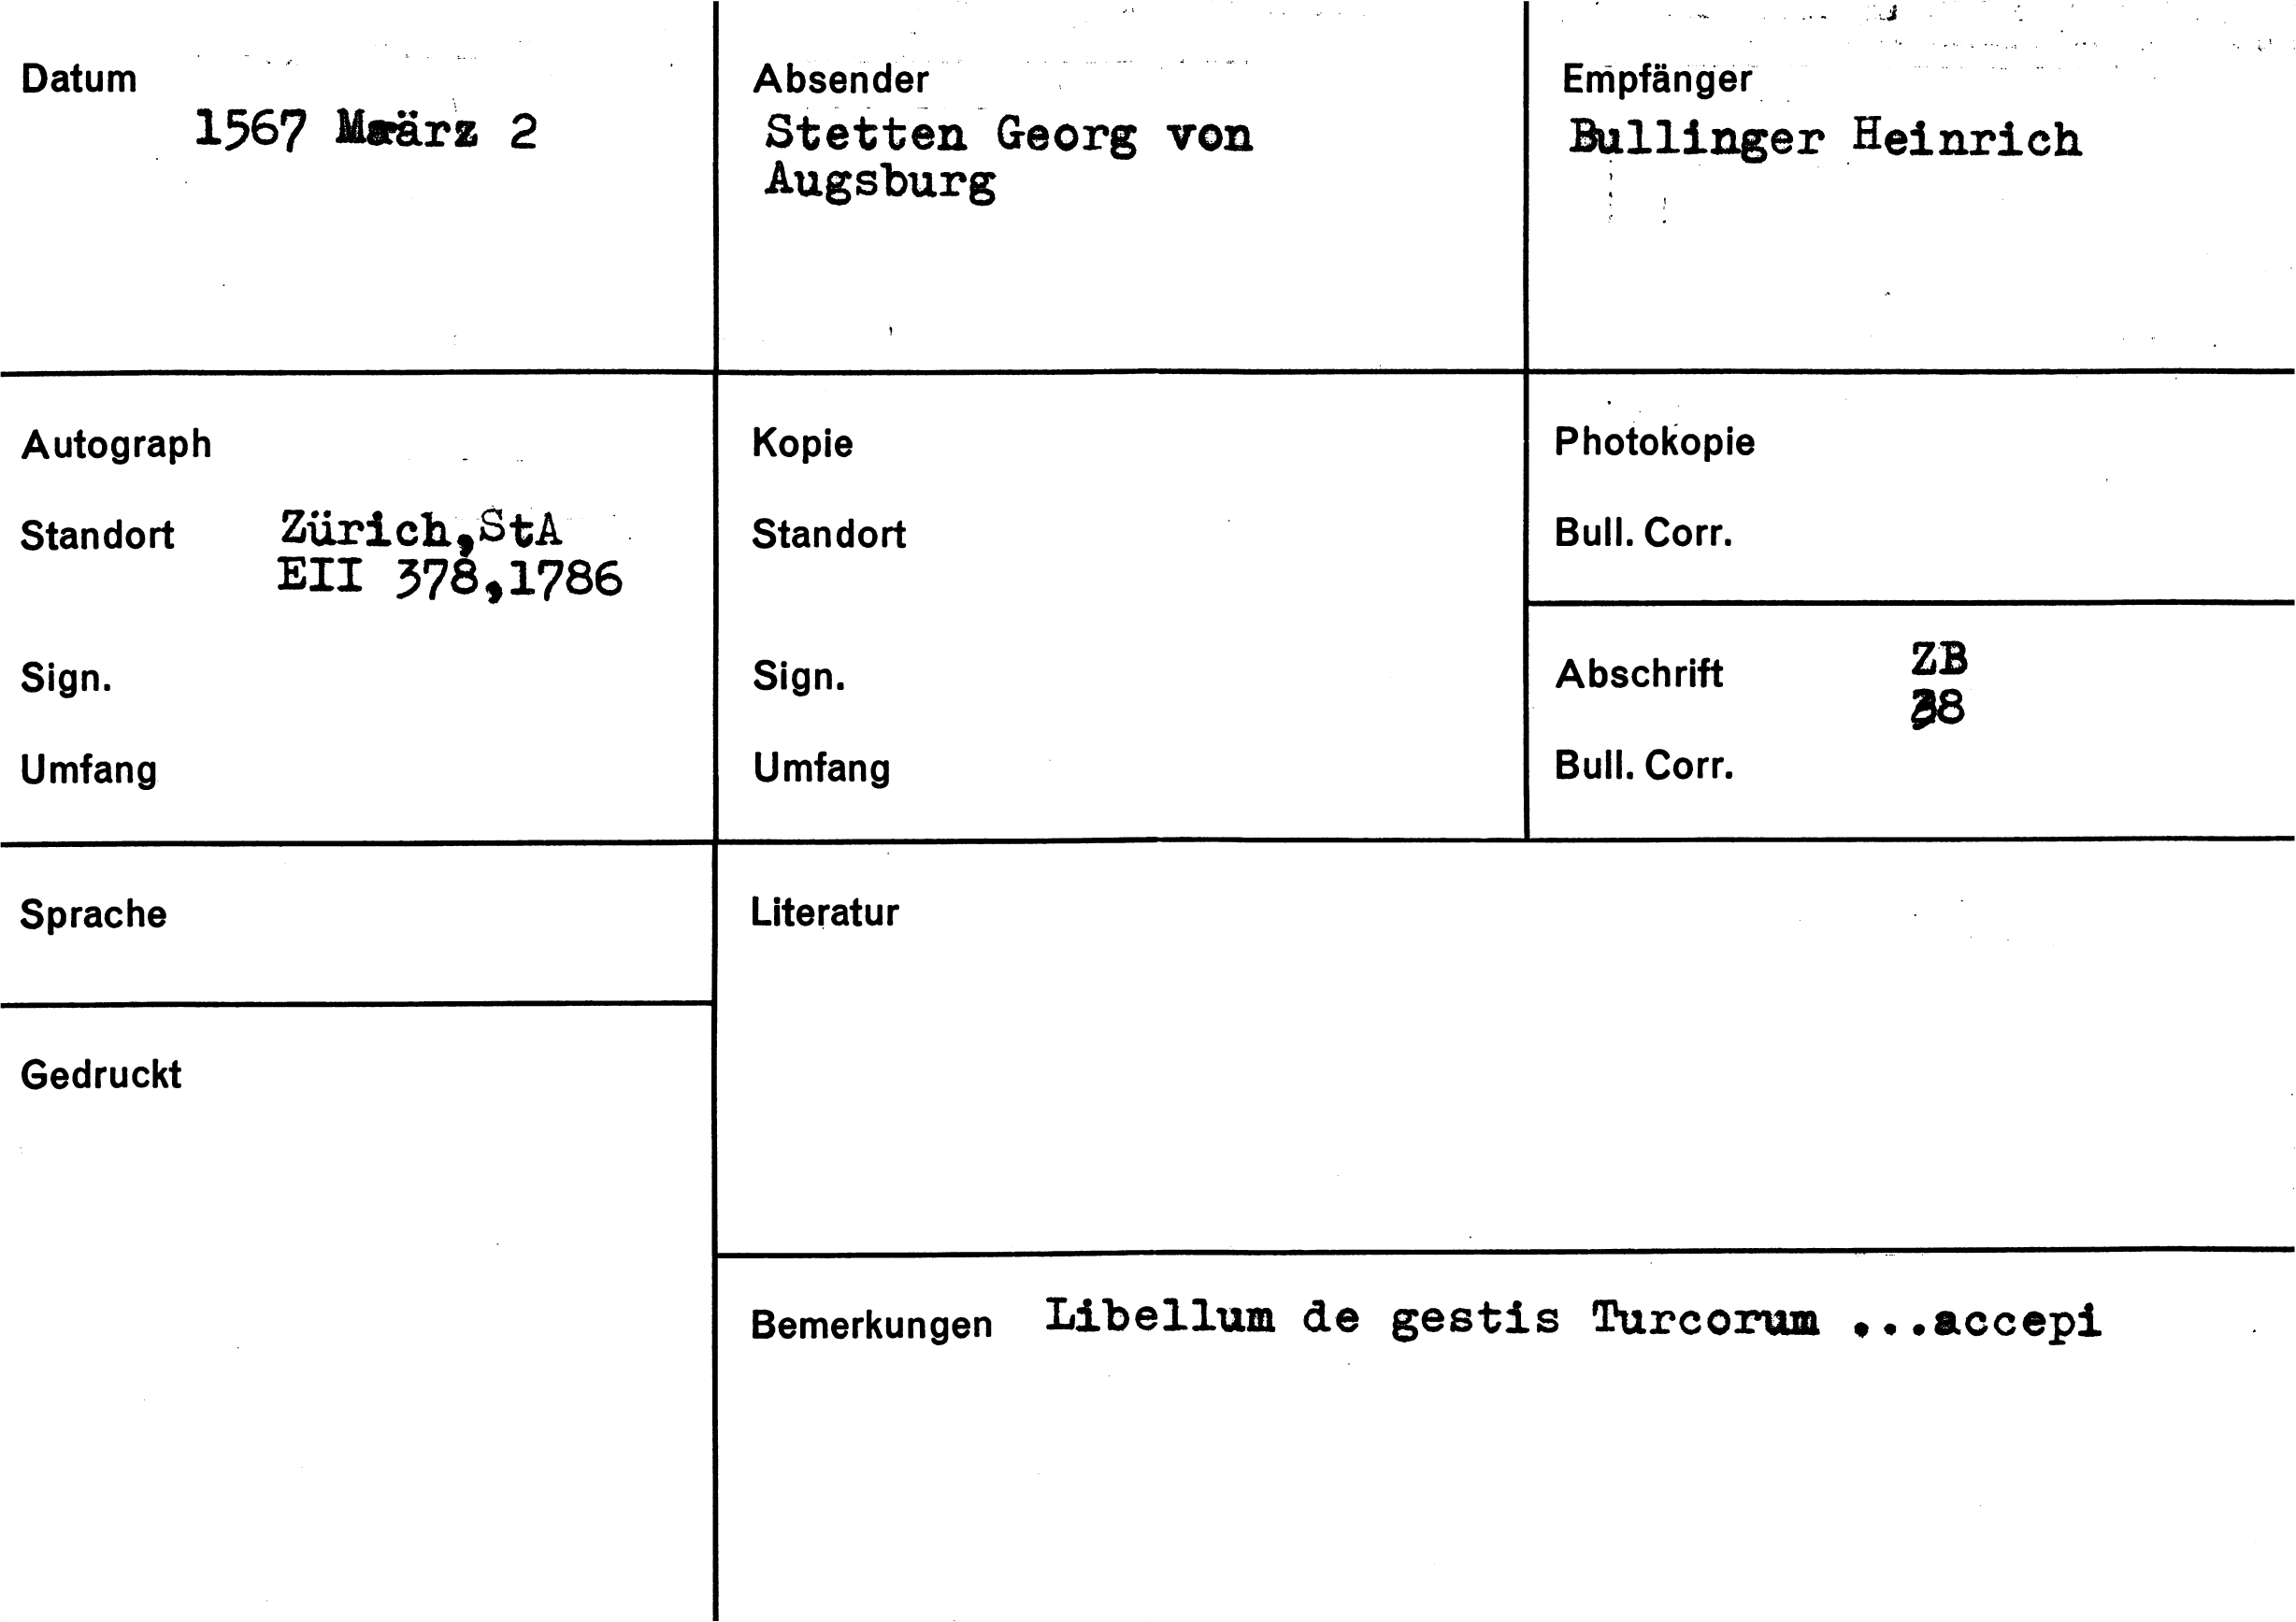 Datum
1567 März 2
Absender
Stetten Georg von
Augsburg
Empfänger
Bullinger Heinrich
Autograph
Standort Zürich,StA
EII 378,1786
Sign.
Umfang
Kopie
Standort
Sign.
Umfang
Photokopie
Bull. Corr.
Abschrift ZB
38
Bull. Corr.
Sprache
Gedruckt
Literatur
Bemerkungen Libellum de gestis Turcorum ...accepi